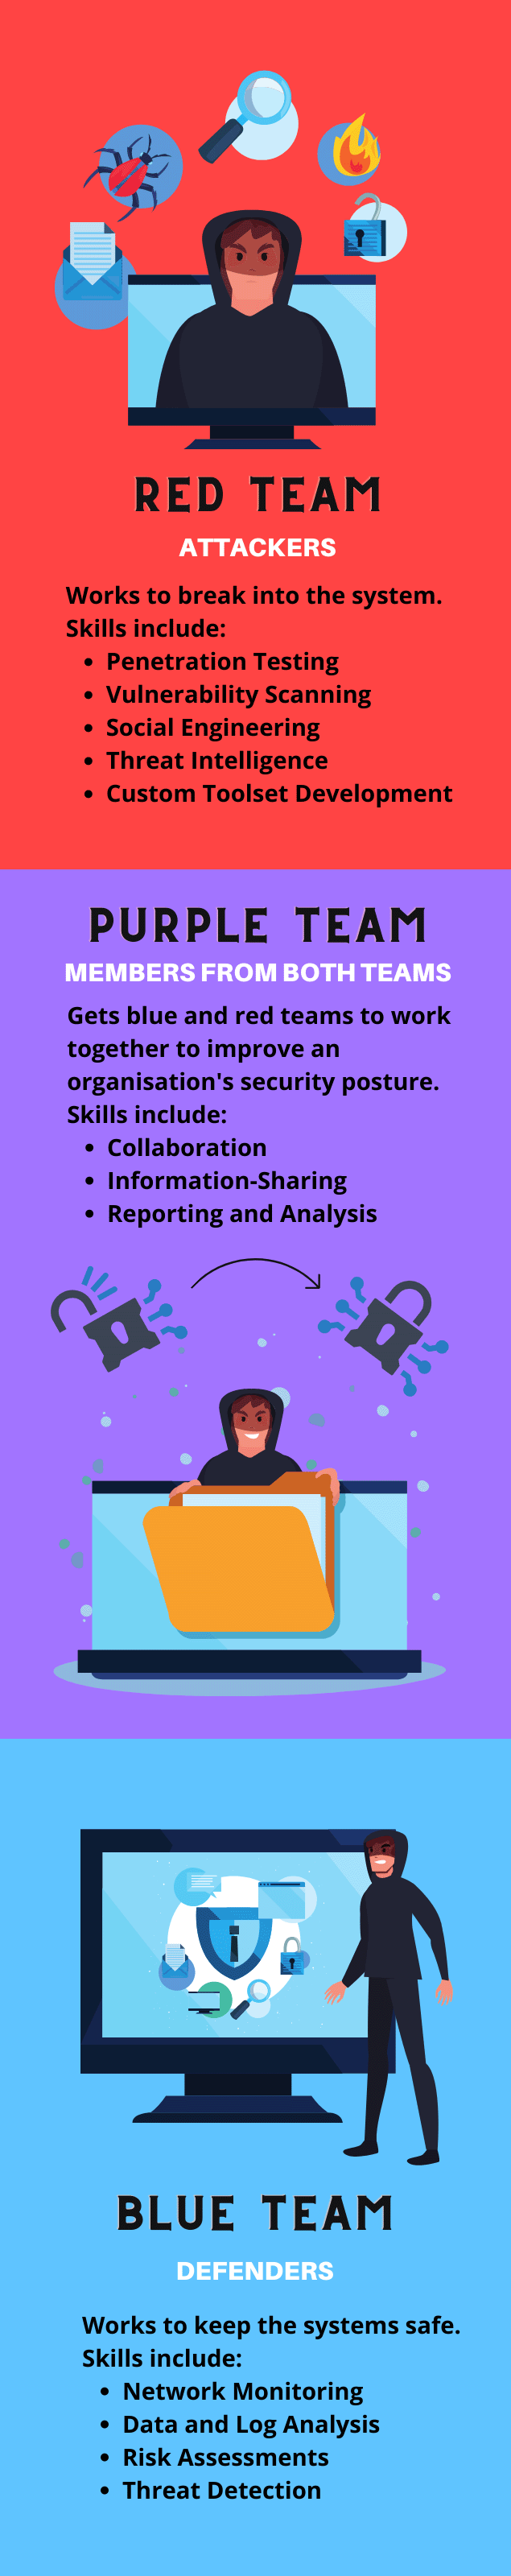 RED TEAM
ATTACKERS
Works to break into the system.
Skills include:
• Penetration Testing
• Vulnerability Scanning
• Social Engineering
• Threat Intelligence
• Custom Toolset Development
PURPLE TEAM
MEMBERS FROM BOTH TEAMS
Gets blue and red teams to work
together to improve an
organisation's security posture.
Skills include:
• Collaboration
• Information-Sharing
• Reporting and Analysis
BLUE TEAM
DEFENDERS
Works to keep the systems safe.
Skills include:
• Network Monitoring
• Data and Log Analysis
• Risk Assessments
• Threat Detection